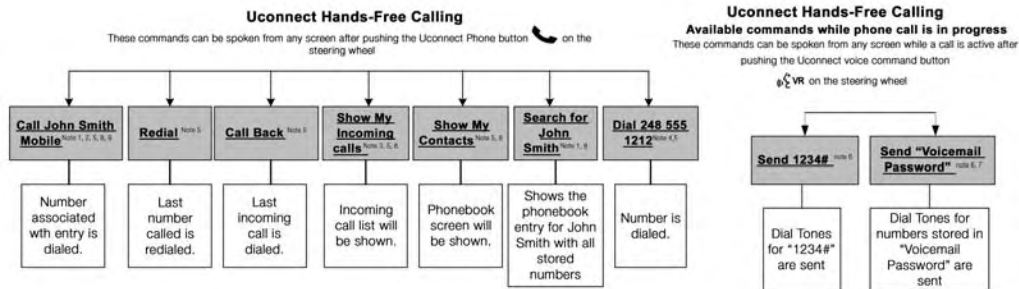 Uconnect Hands-Free Calling
These commands can be spoken from any screen after pushing the Uconnect Phone button on the
steering wheel
Call John Smith
Mobile Note 1, 2, 5, 8, 9
Redial Note 5
Call Back Note 5
Show My
Incoming
calls Note 3, 5, 8
Show My
Contacts Note 5, 8
Search for
John
Smith Note 1, 8
Dial 248 555
1212 Note 4,5
Number
associated
wth entry is
dialed.
Last
number
called is
redialed.
Last
incoming
call is
dialed.
Incoming
call list will
be shown.
Phonebook
screen will
be shown.
Shows the
phonebook
entry for John
Smith with all
stored
numbers
Number is
dialed.
Uconnect Hands-Free Calling
Available commands while phone call is in progress
These commands can be spoken from any screen while a call is active after
pushing the Uconnect voice command button
VR on the steering wheel
Send 1234# note 6
Send "Voicemail
Password" note 6, 7
Dial Tones
for "1234#"
are sent
Dial Tones for
numbers stored in
"Voicemail
Password" are
sent